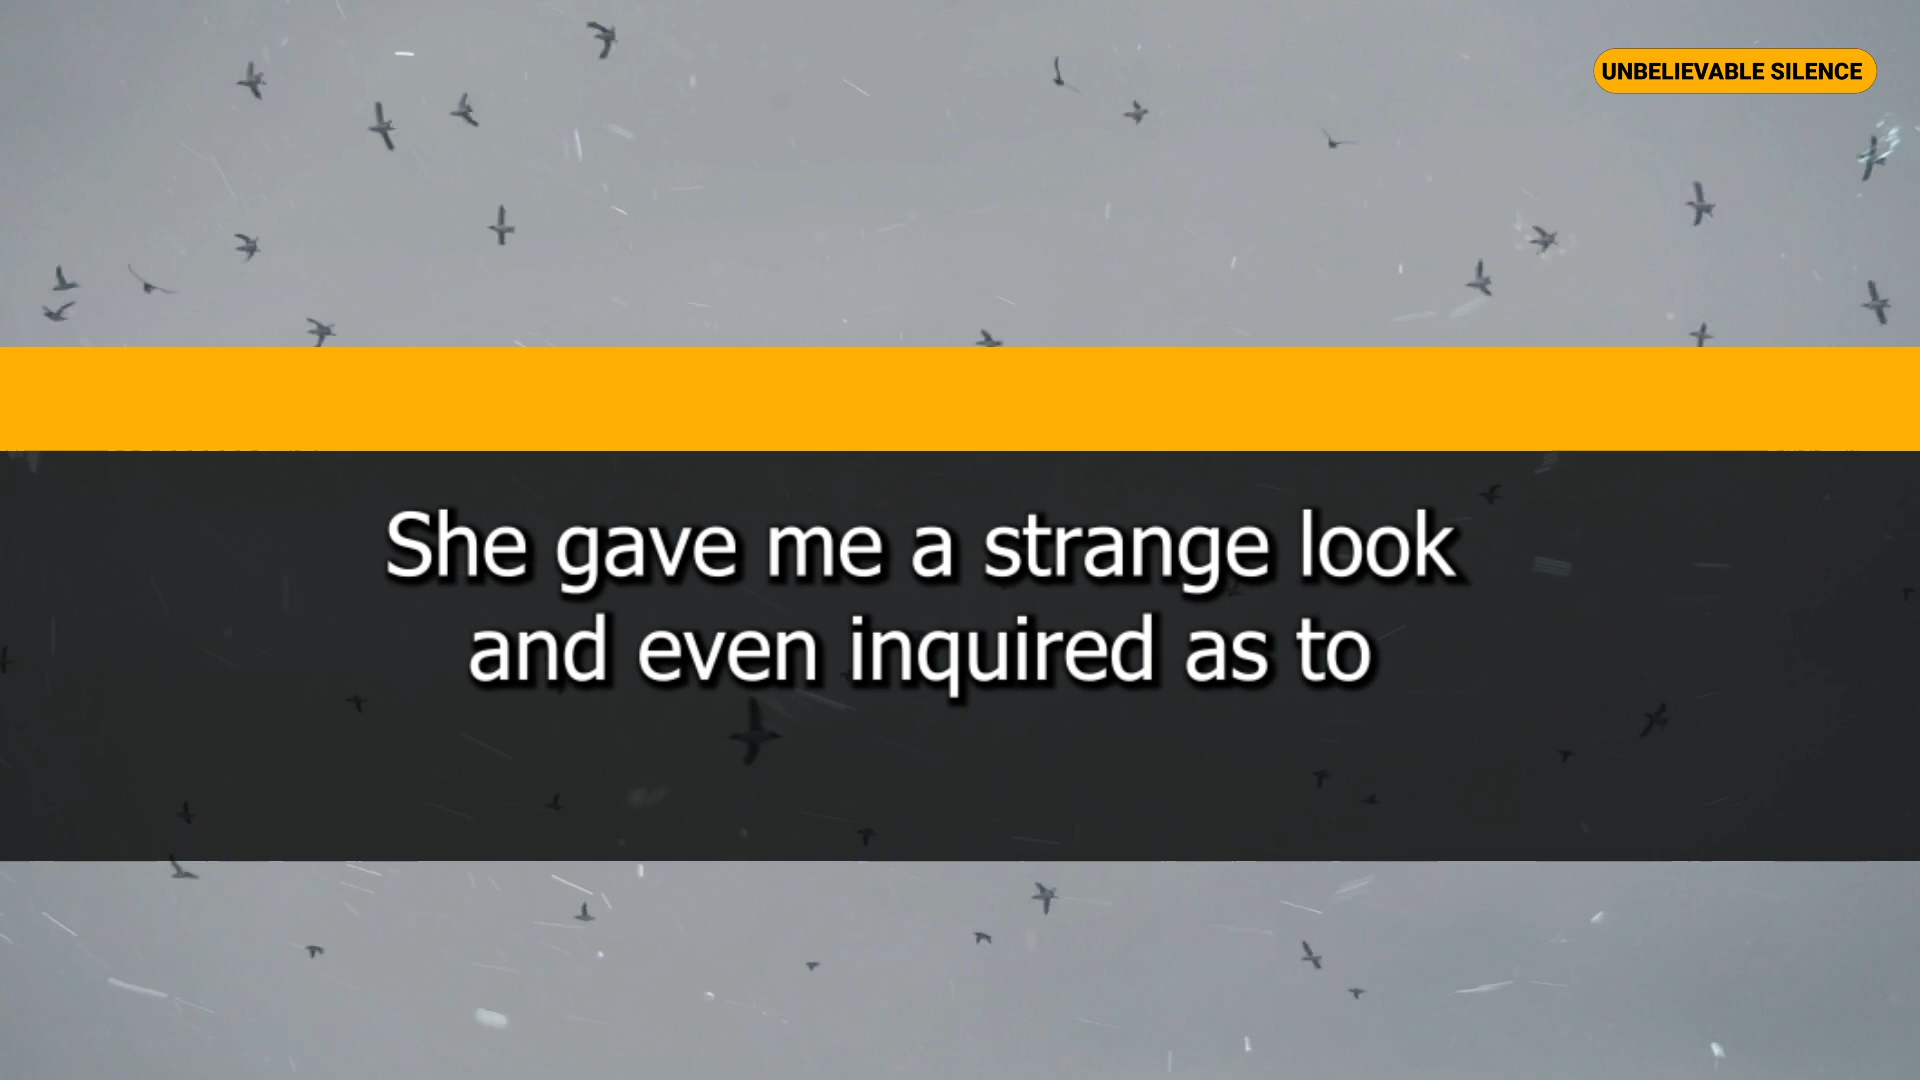 UNBELIEVABLE SILENCE
She gave me a strange look
and even inquired as to